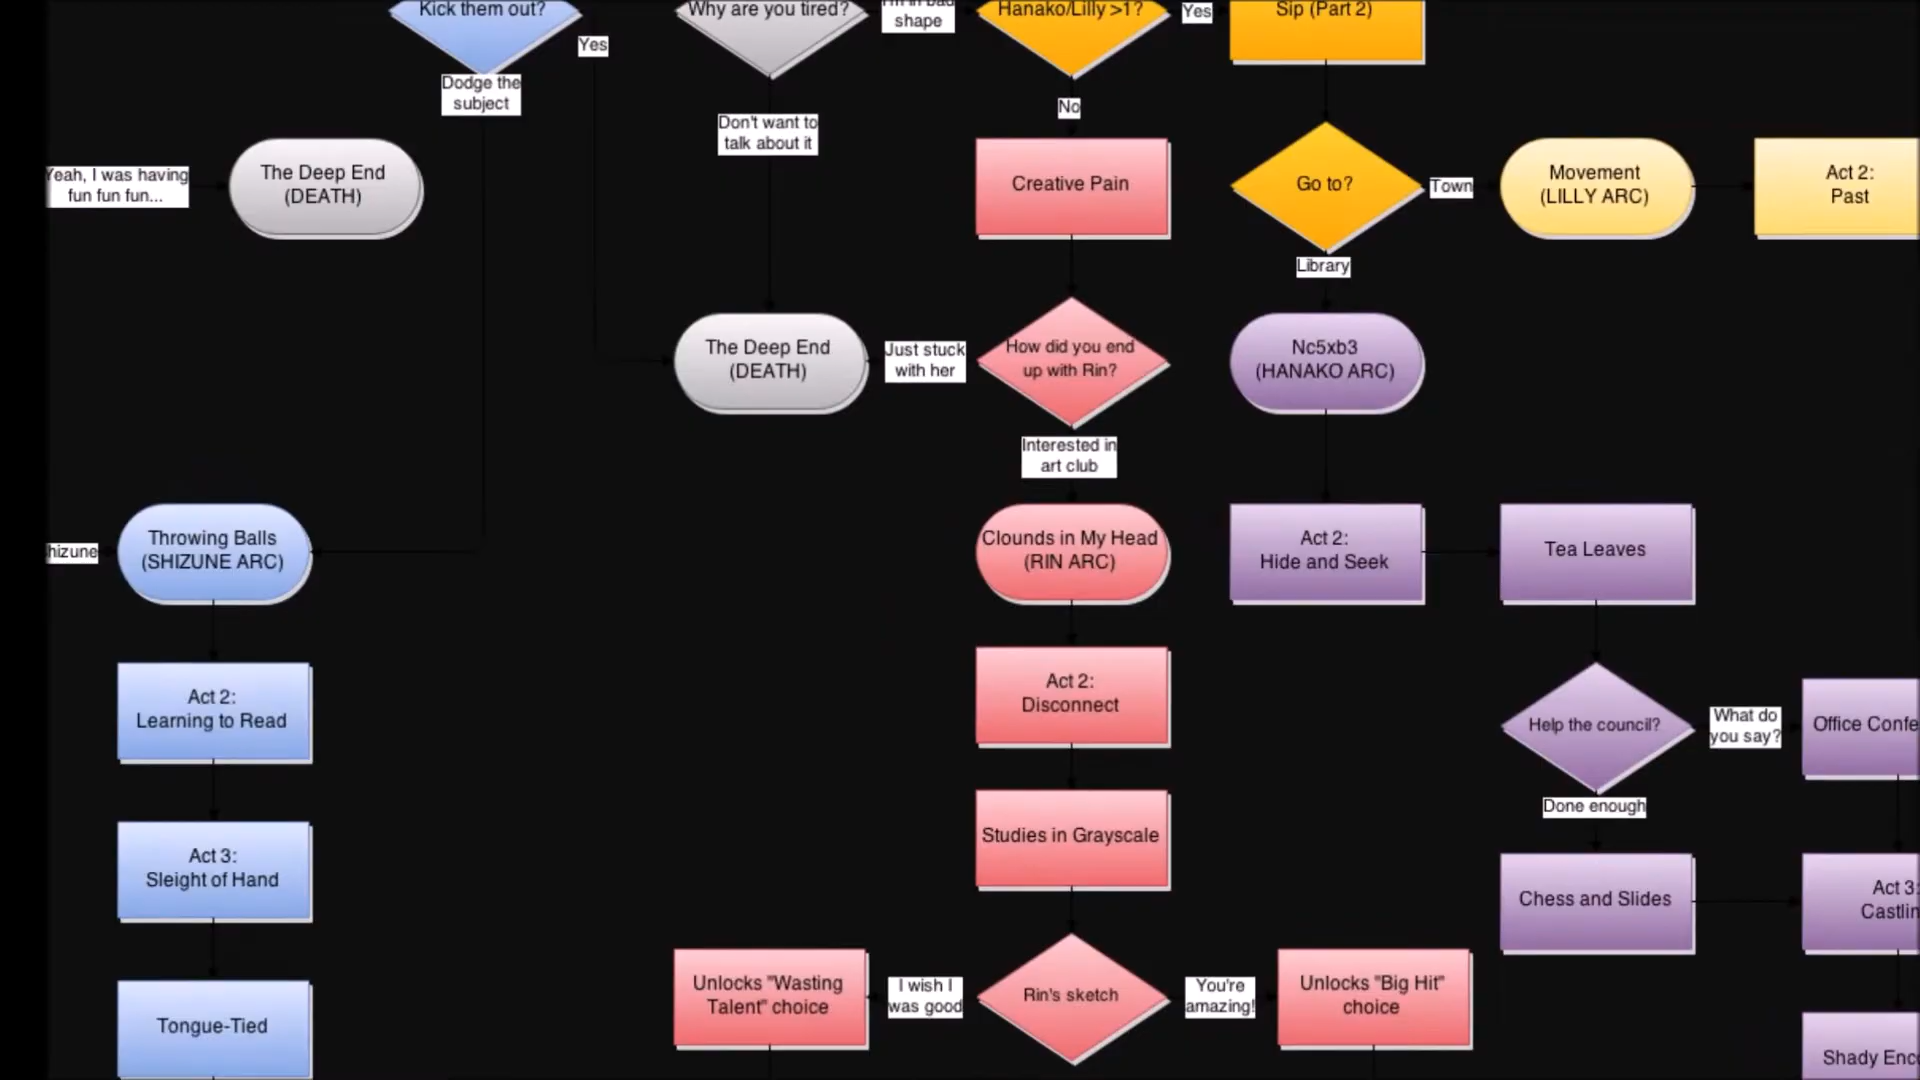 Kick them out?
Why are you tired?
I'm in bad
shape
Hanako/Lilly >1?
Yes
Sip (Part 2)
Yes
Dodge the
subject
No
Don't want to
talk about it
Yeah, I was having
fun fun fun...
The Deep End
(DEATH)
Creative Pain
Go to?
Town
Movement
(LILLY ARC)
Act 2:
Past
Library
The Deep End
(DEATH)
Just stuck
with her
How did you end
up with Rin?
Nc5xb3
(HANAKO ARC)
Interested in
art club
hizune
Throwing Balls
(SHIZUNE ARC)
Clounds in My Head
(RIN ARC)
Act 2:
Hide and Seek
Tea Leaves
Act 2:
Learning to Read
Act 2:
Disconnect
Help the council?
What do
you say?
Office Confe
Done enough
Act 3:
Sleight of Hand
Studies in Grayscale
Chess and Slides
Act 3:
Castlin
Tongue-Tied
Unlocks "Wasting
Talent" choice
I wish I
was good
Rin's sketch
You're
amazing!
Unlocks "Big Hit"
choice
Shady Enc